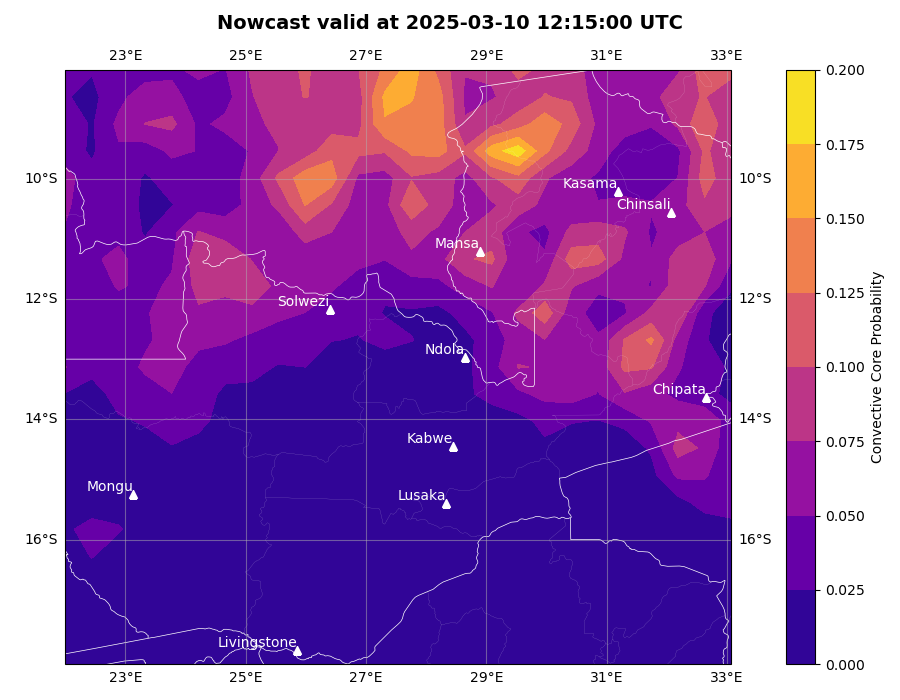 Nowcast valid at 2025-03-10 12:15:00 UTC
23°E 25°E 27°E 29°E 31°E 33°E
0.200
0.175
10°S 10°S
Kasama
Chinsali
0.150
Mansa
12°S 12°S
Solwezi
0.125
Ndola
0.100
Chipata
14°S 14°S
Kabwe
0.075
Mongu
Lusaka
0.050
16°S 16°S
0.025
Livingstone
0.000
23°E 25°E 27°E 29°E 31°E 33°E
Convective Core Probability